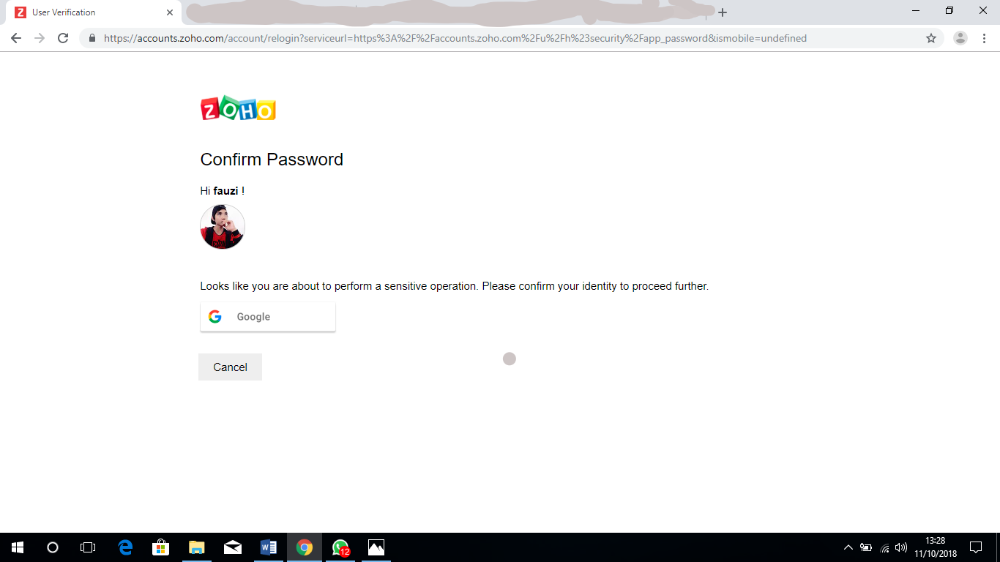 User Verification
https://accounts.zoho.com/account/relogin?serviceurl=https%3A%2F%2Faccounts.zoho.com%2Fu%2Fh%23security%2Fapp_password&ismobile=undefined
ZOHO
Confirm Password
Hi fauzi !
Looks like you are about to perform a sensitive operation. Please confirm your identity to proceed further.
Google
Cancel
12
13:28
11/10/2018